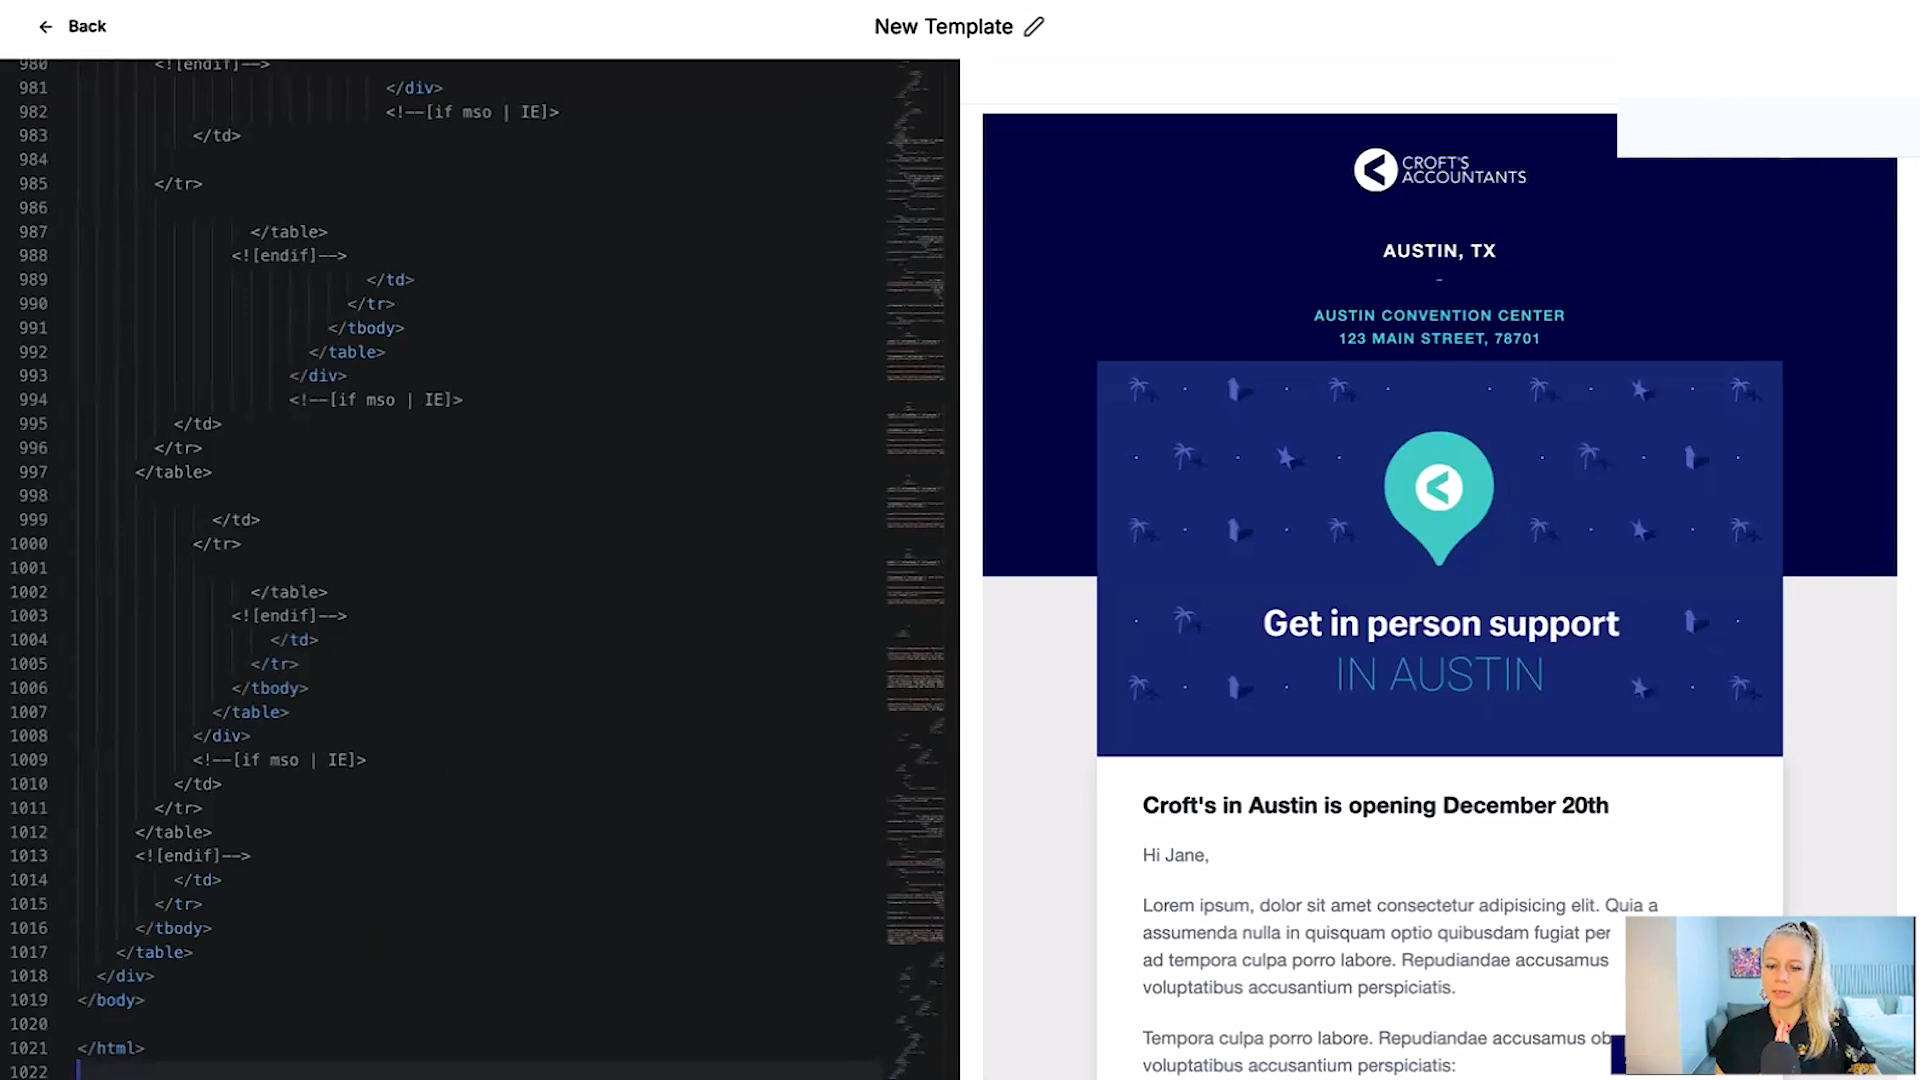 Back
New Template
980 <![endif]-->
981 </div>
982 <!--[if mso | IE]>
983 </td>
984
985 </tr>
986
987 </table>
988 <![endif]-->
989 </td>
990 </tr>
991 </tbody>
992 </table>
993 </div>
994 <!--[if mso | IE]>
995 </td>
996 </tr>
997 </table>
998
999 </td>
1000 </tr>
1001
1002 </table>
1003 <![endif]-->
1004 </td>
1005 </tr>
1006 </tbody>
1007 </table>
1008 </div>
1009 <!--[if mso | IE]>
1010 </td>
1011 </tr>
1012 </table>
1013 <![endif]-->
1014 </td>
1015 </tr>
1016 </tbody>
1017 </table>
1018 </div>
1019 </body>
1020
1021 </html>
1022
CROFT'S
ACCOUNTANTS
AUSTIN, TX
-
AUSTIN CONVENTION CENTER
123 MAIN STREET, 78701
Get in person support
IN AUSTIN
Croft's in Austin is opening December 20th
Hi Jane,
Lorem ipsum, dolor sit amet consectetur adipisicing elit. Quia a
assumenda nulla in quisquam optio quibusdam fugiat per
ad tempora culpa porro labore. Repudiandae accusamus
voluptatibus accusantium perspiciatis.
Tempora culpa porro labore. Repudiandae accusamus ob
voluptatibus accusantium perspiciatis: